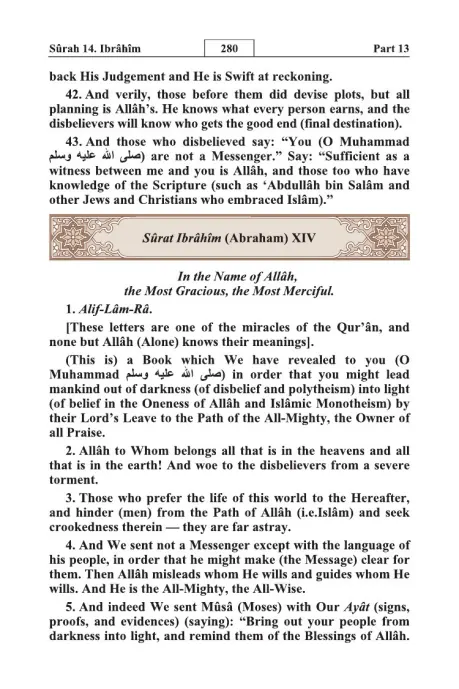 Sûrah 14. Ibrâhîm 280 Part 13
back His Judgement and He is Swift at reckoning.
42. And verily, those before them did devise plots, but all
planning is Allâh's. He knows what every person earns, and the
disbelievers will know who gets the good end (final destination).
43. And those who disbelieved say: “You (O Muhammad
صلى الله عليه وسلم) are not a Messenger.” Say: “Sufficient as a
witness between me and you is Allâh, and those too who have
knowledge of the Scripture (such as ‘Abdullâh bin Salâm and
other Jews and Christians who embraced Islâm).”
Sûrat Ibrâhîm (Abraham) XIV
In the Name of Allâh,
the Most Gracious, the Most Merciful.
1. Alif-Lâm-Râ.
[These letters are one of the miracles of the Qur’ân, and
none but Allâh (Alone) knows their meanings].
(This is) a Book which We have revealed to you (O
Muhammad صلى الله عليه وسلم) in order that you might lead
mankind out of darkness (of disbelief and polytheism) into light
(of belief in the Oneness of Allâh and Islâmic Monotheism) by
their Lord’s Leave to the Path of the All-Mighty, the Owner of
all Praise.
2. Allâh to Whom belongs all that is in the heavens and all
that is in the earth! And woe to the disbelievers from a severe
torment.
3. Those who prefer the life of this world to the Hereafter,
and hinder (men) from the Path of Allâh (i.e.Islâm) and seek
crookedness therein — they are far astray.
4. And We sent not a Messenger except with the language of
his people, in order that he might make (the Message) clear for
them. Then Allâh misleads whom He wills and guides whom He
wills. And He is the All-Mighty, the All-Wise.
5. And indeed We sent Mûsâ (Moses) with Our Ayât (signs,
proofs, and evidences) (saying): “Bring out your people from
darkness into light, and remind them of the Blessings of Allâh.